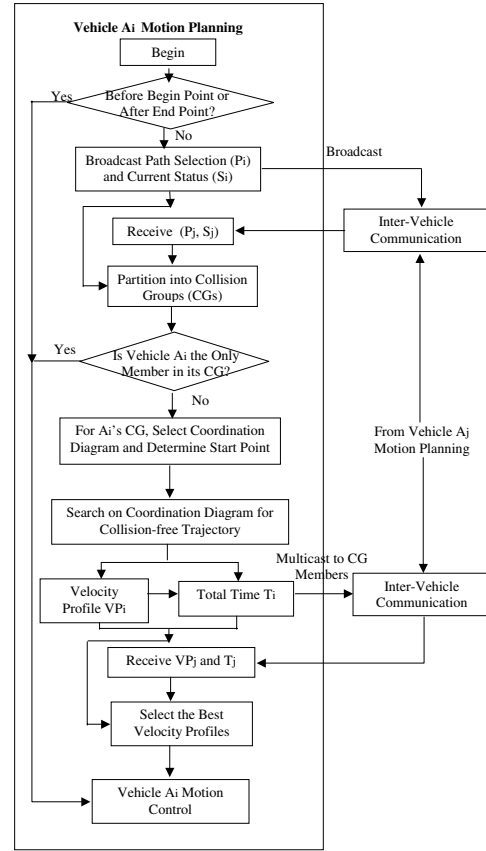 Vehicle Ai Motion Planning
Begin
Yes
Before Begin Point or
After End Point?
No
Broadcast
Broadcast Path Selection (Pi)
and Current Status (Si)
Inter-Vehicle
Communication
Receive (Pj, Sj)
Partition into Collision
Groups (CGs)
Yes
Is Vehicle Ai the Only
Member in its CG?
No
For Ai's CG, Select Coordination
Diagram and Determine Start Point
From Vehicle Aj
Motion Planning
Search on Coordination Diagram for
Collision-free Trajectory
Multicast to CG
Members
Velocity
Profile VPi
Total Time Ti
Inter-Vehicle
Communication
Receive VPj and Tj
Select the Best
Velocity Profiles
Vehicle Ai Motion
Control